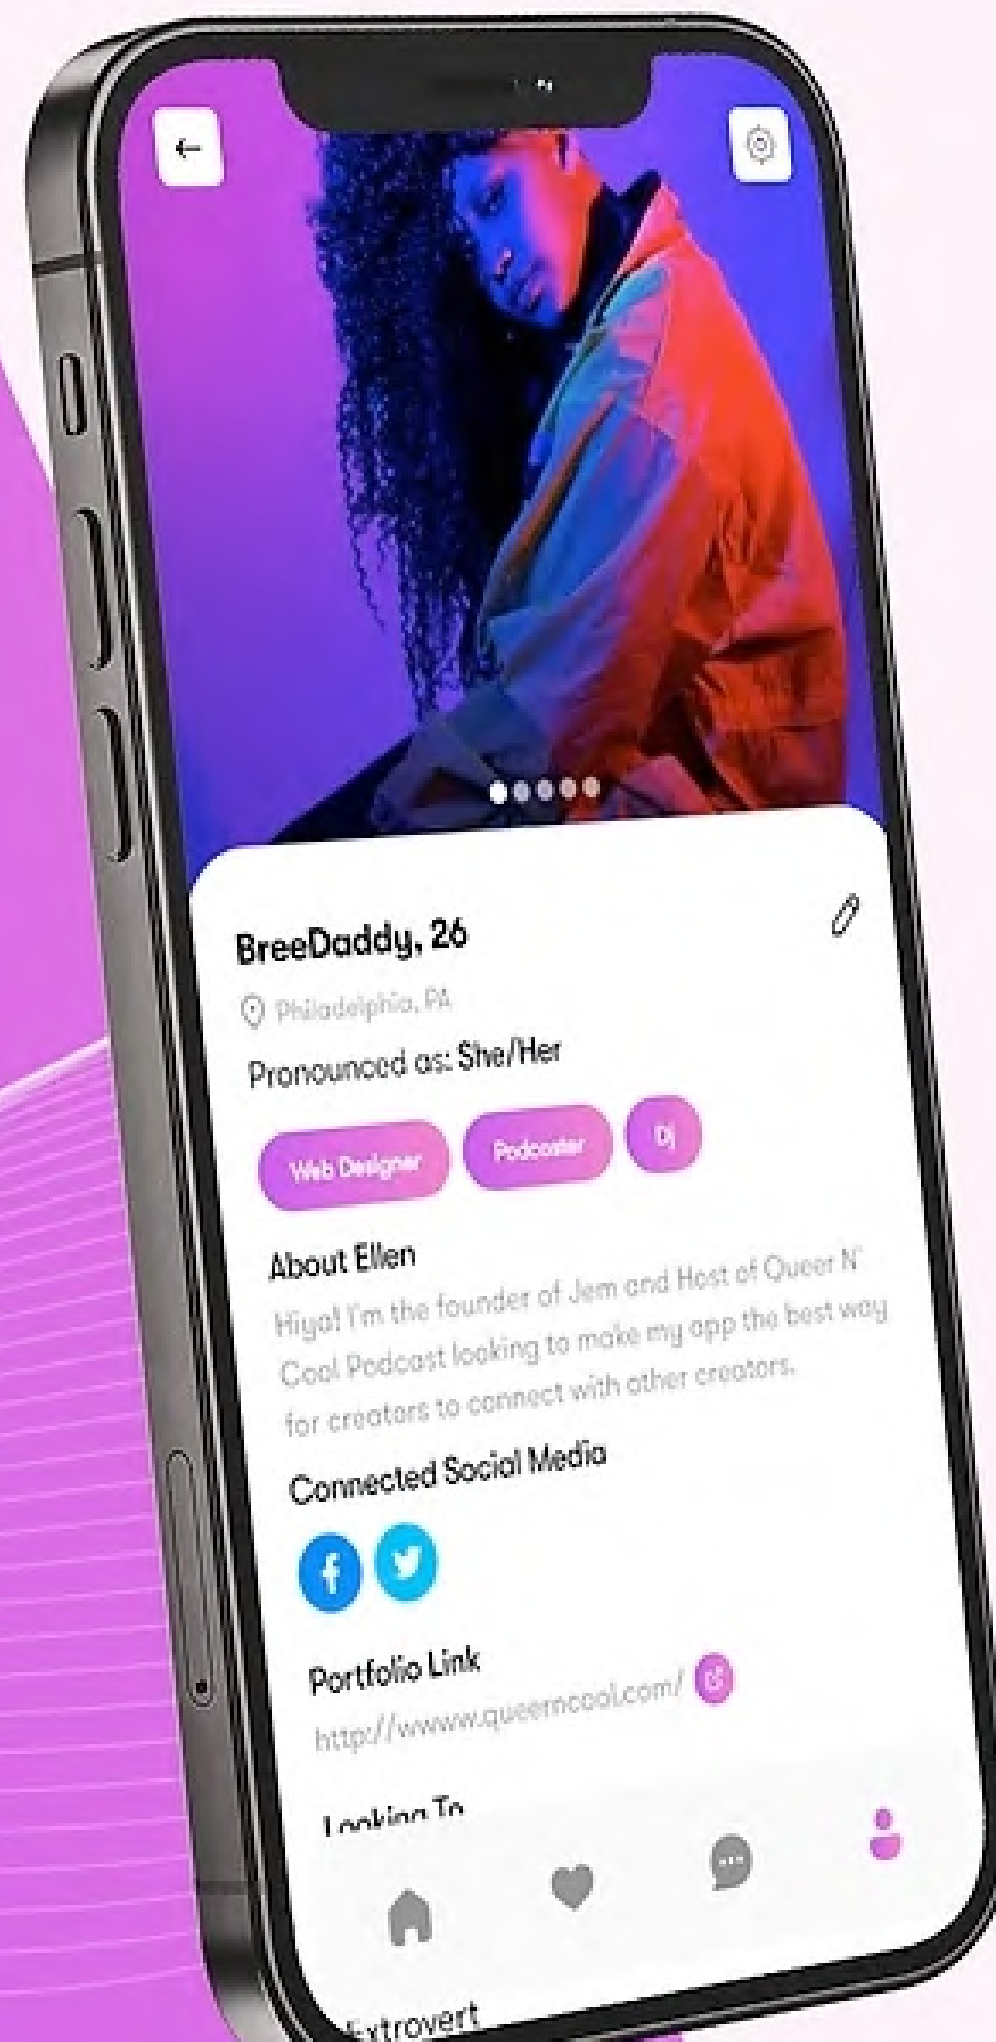 BreeDaddy, 26
Philadelphia, PA
Pronounced as: She/Her
Web Designer Podcaster Dj
About Ellen
Hiya! I'm the founder of Jem and Host of Queer N'
Cool Podcast looking to make my app the best way
for creators to connect with other creators.
Connected Social Media
Portfolio Link
http://wwww.queerncool.com/
Looking To
Extrovert